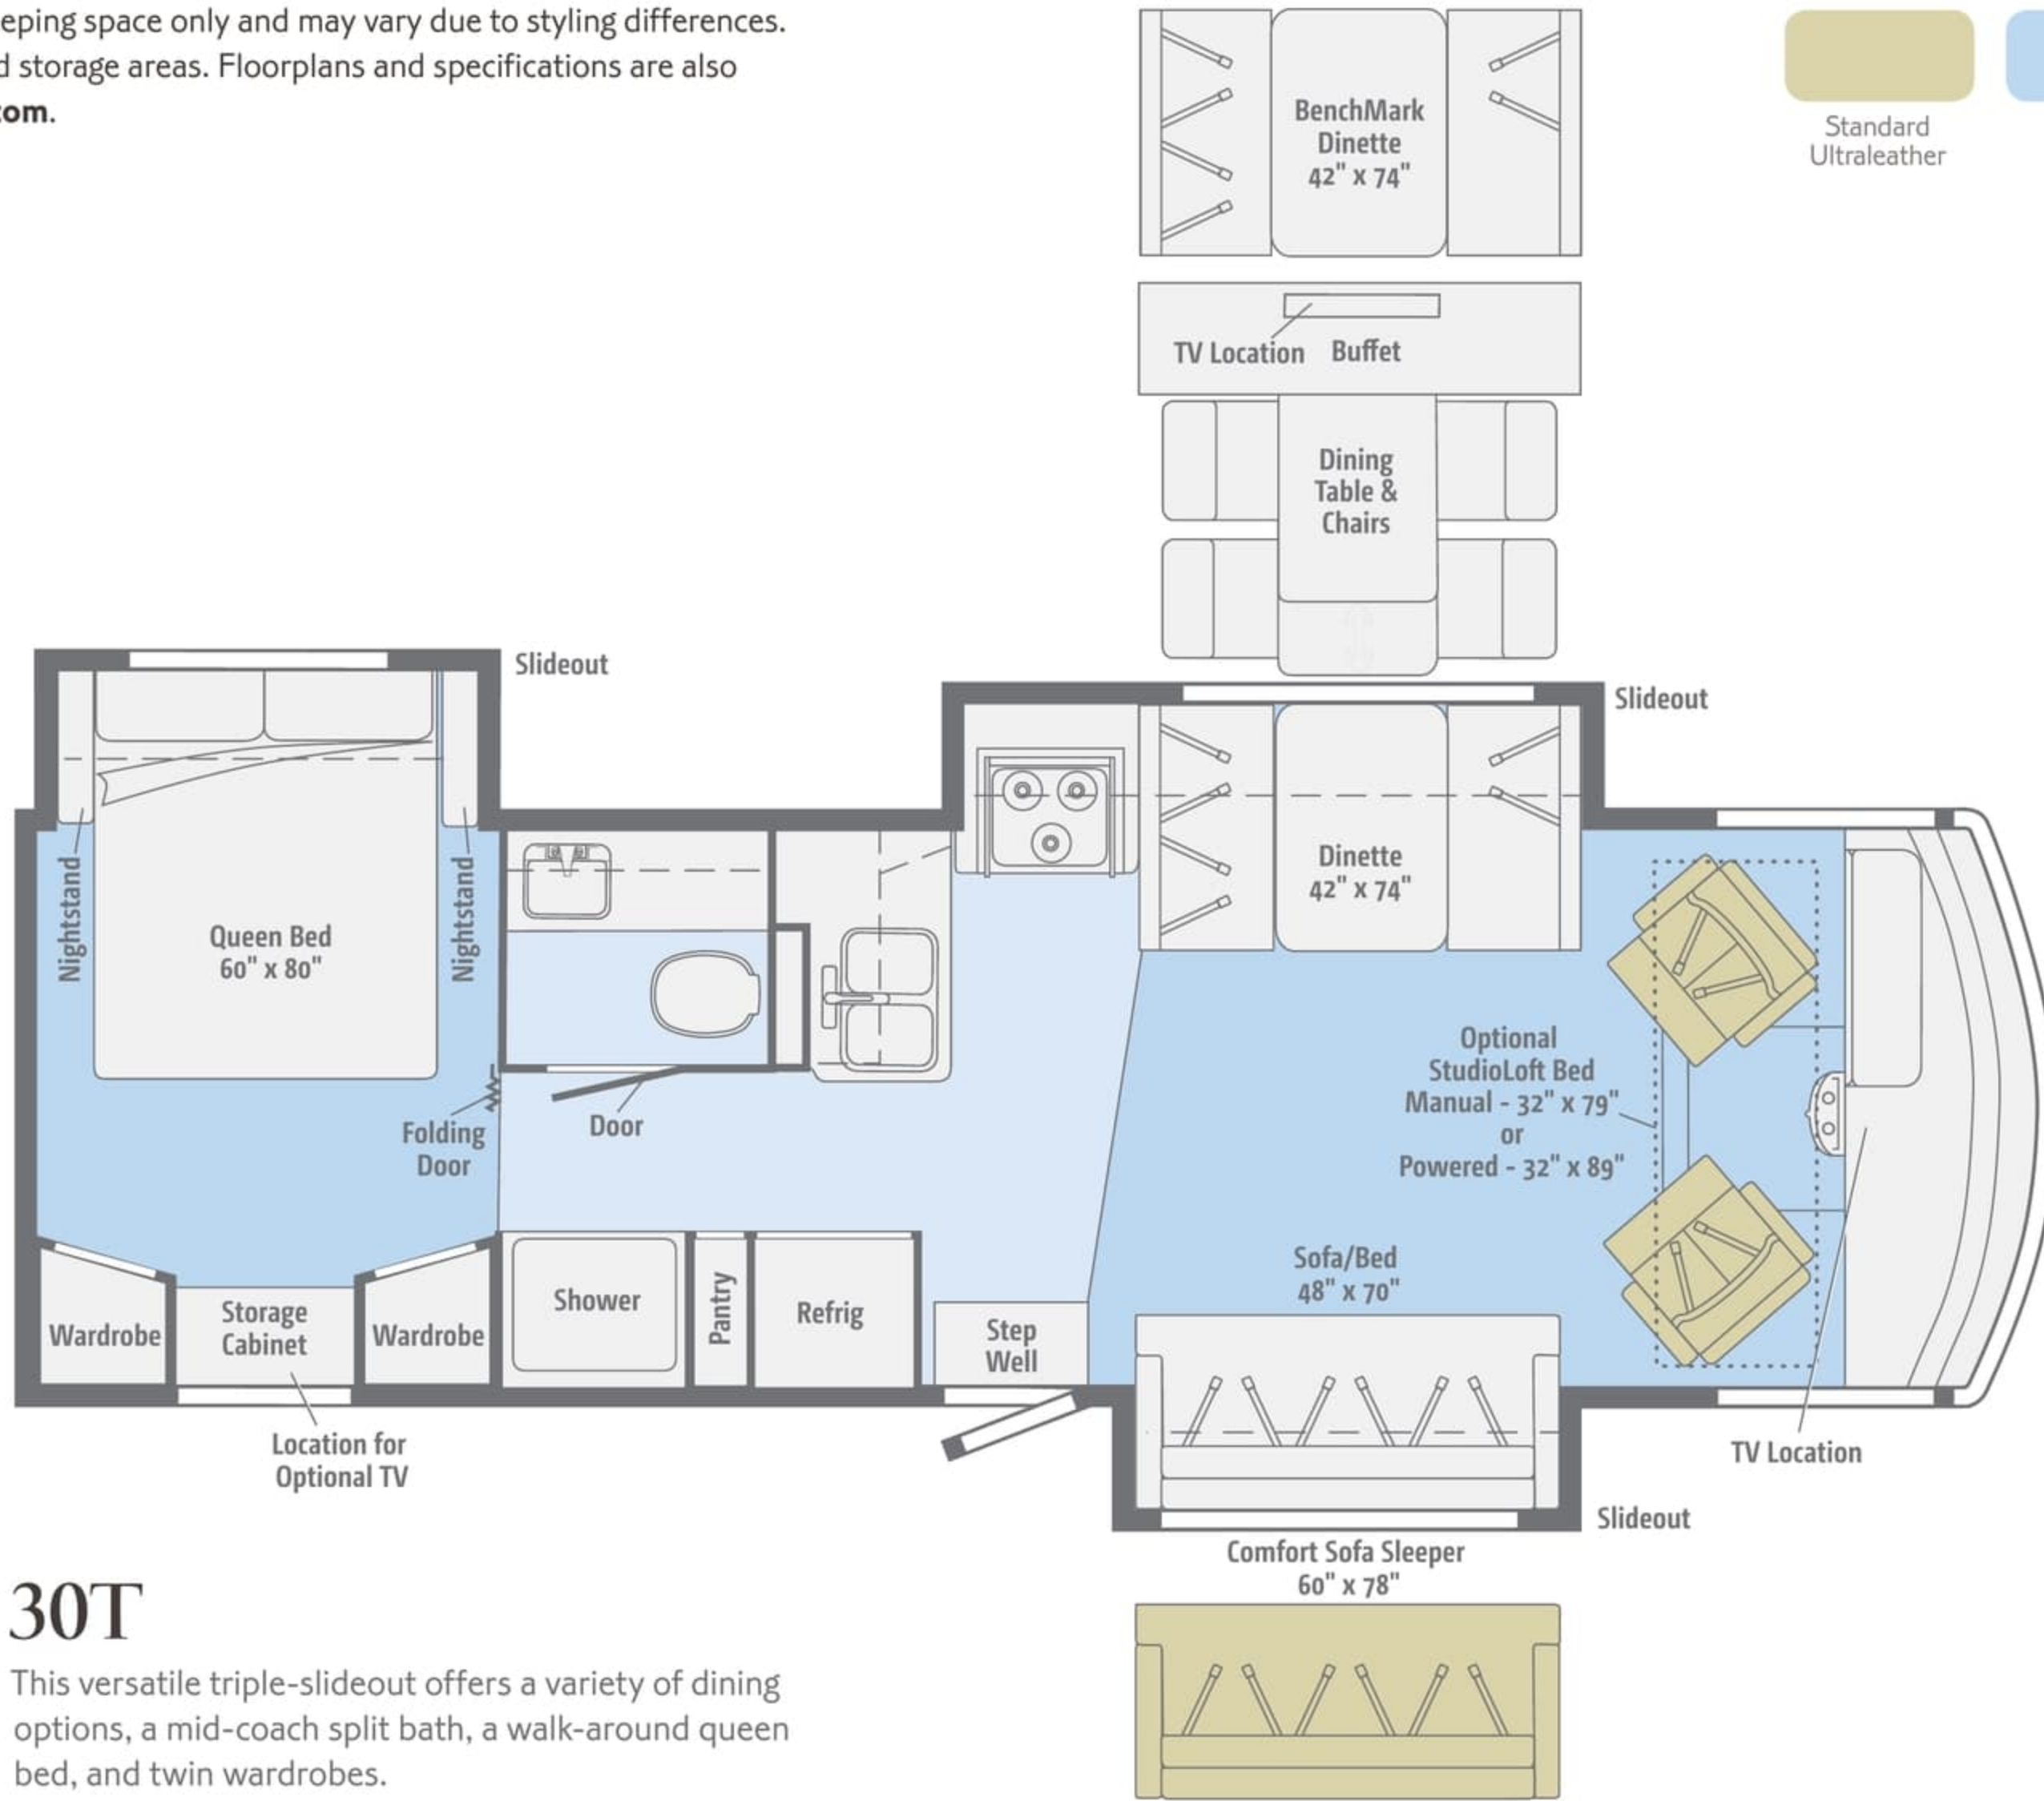 eping space only and may vary due to styling differences.
d storage areas. Floorplans and specifications are also
com.
Standard
Ultraleather
BenchMark
Dinette
42" x 74"
TV Location
Buffet
Dining
Table &
Chairs
Slideout
Slideout
Nightstand
Queen Bed
60" x 80"
Nightstand
Dinette
42" x 74"
Optional
StudioLoft Bed
Manual - 32" x 79"
or
Powered - 32" x 89"
Folding
Door
Door
Wardrobe
Storage
Cabinet
Wardrobe
Shower
Pantry
Refrig
Step
Well
Sofa/Bed
48" x 70"
Location for
Optional TV
TV Location
Slideout
Comfort Sofa Sleeper
60" x 78"
30T
This versatile triple-slideout offers a variety of dining
options, a mid-coach split bath, a walk-around queen
bed, and twin wardrobes.